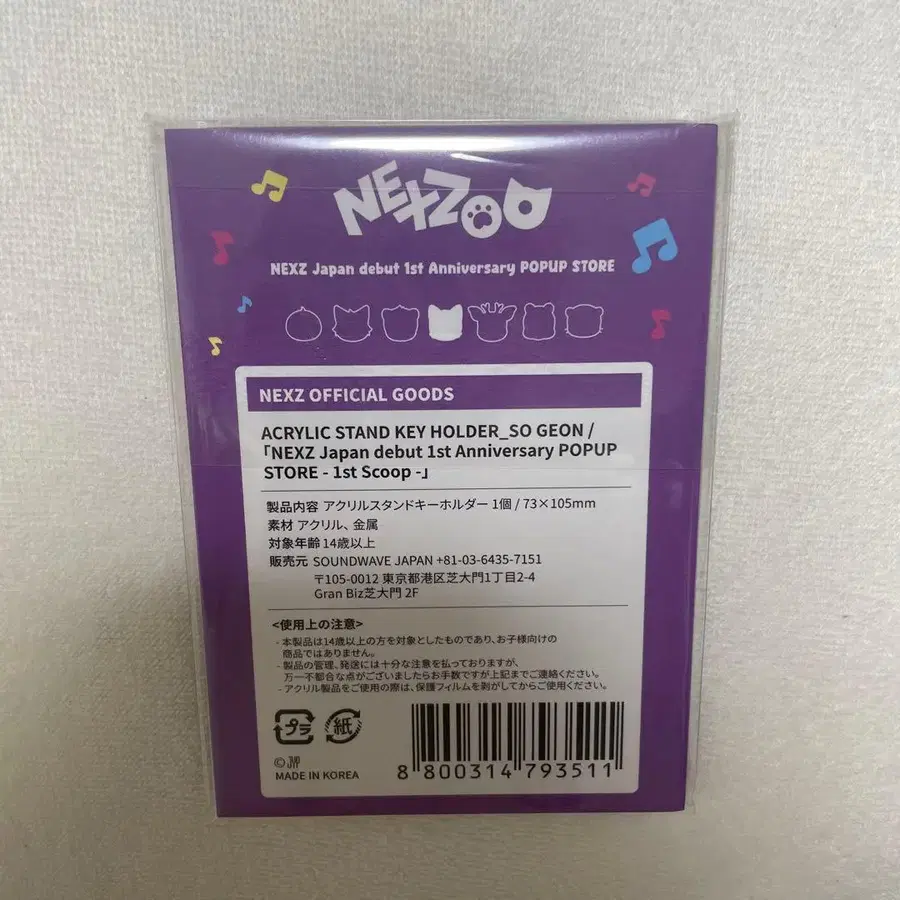 NEXZOO
NEXZ Japan debut 1st Anniversary POPUP STORE
NEXZ OFFICIAL GOODS
ACRYLIC STAND KEY HOLDER_SO GEON /
「NEXZ Japan debut 1st Anniversary POPUP
STORE - 1st Scoop -」
製品内容 アクリルスタンドキーホルダー 1個 / 73×105mm
素材 アクリル、金属
対象年齢 14歳以上
販売元 SOUNDWAVE JAPAN +81-03-6435-7151
〒105-0012 東京都港区芝大門1丁目2-4
Gran Biz芝大門 2F
<使用上の注意>
- 本製品は14歳以上の方を対象としたものであり、お子様向けの
商品ではありません。
- 製品の管理、発送には十分な注意を払っておりますが、
万一不都合な点がございましたらお手数ですが上記までご連絡ください。
- アクリル製品をご使用の際は、保護フィルムを剥がしてからご使用ください。
プラ 紙
© JYP
MADE IN KOREA
8 800314 793511